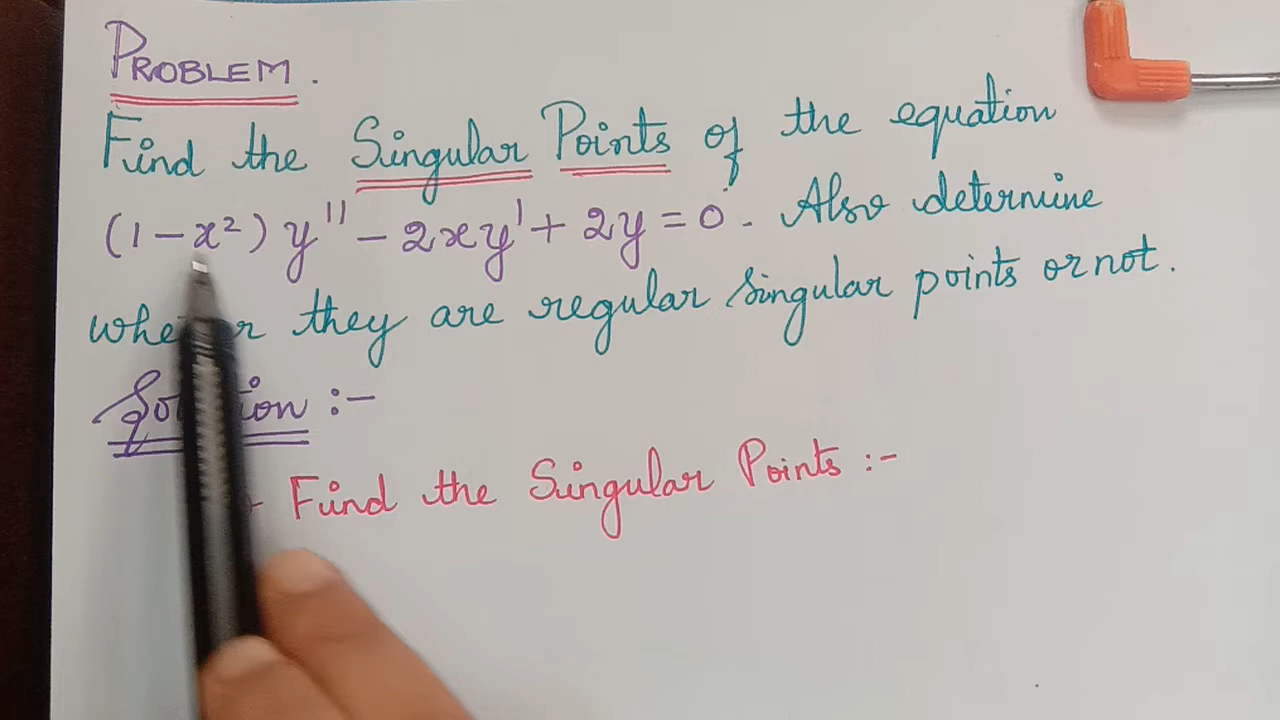 PROBLEM.
Find the Singular Points of the equation
(1-x²)y''-2xy'+2y=0. Also determine
they are regular singular points or not.
:-
Find the Singular Points :-